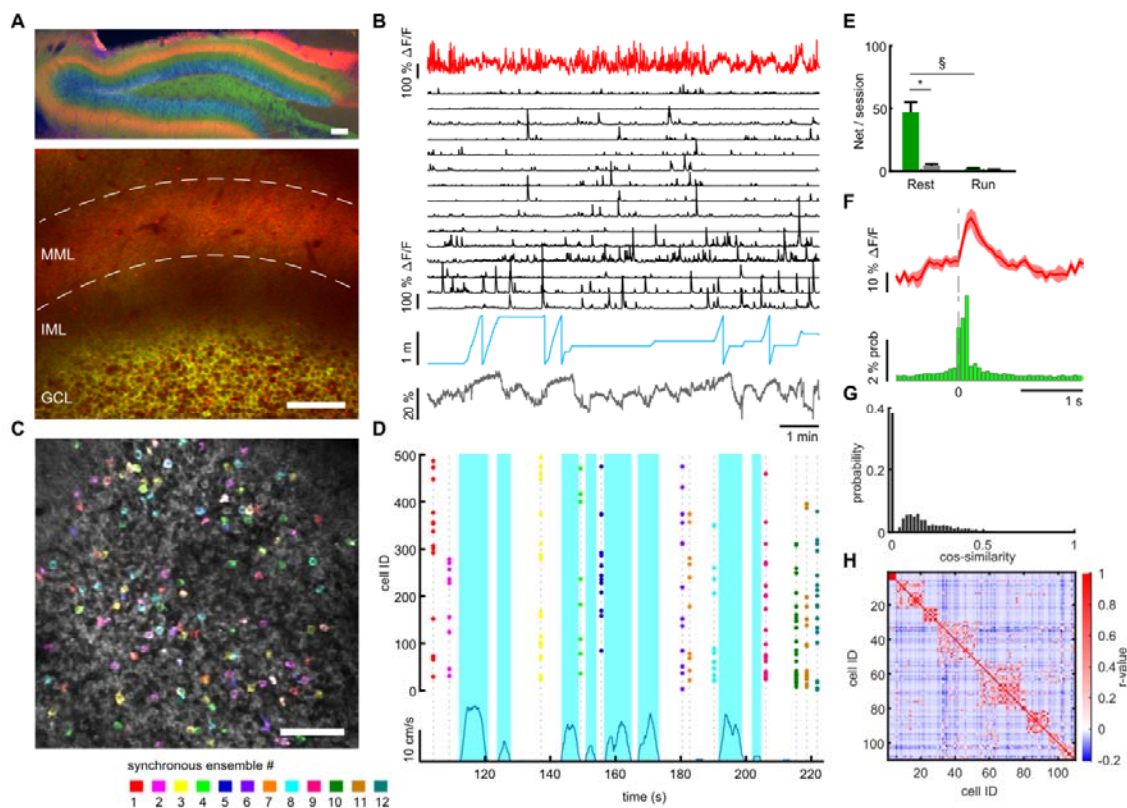 A
MML
IML
GCL
B
100 % ΔF/F
100 % ΔF/F
1 m
20 %
1 min
C
synchronous ensemble #
1 2 3 4 5 6 7 8 9 10 11 12
D
500
400
300
200
100
0
cell ID
10 cm/s
120 140 160 180 200 220
time (s)
E
100
50
0
Net / session
§
*
Rest Run
F
10 % ΔF/F
2 % prob
0
1 s
G
0.4
0.2
0
probability
0 0.5 1
cos-similarity
H
20
40
60
80
100
cell ID
20 40 60 80 100
cell ID
1
0.8
0.6
0.4
0.2
0
-0.2
r-value